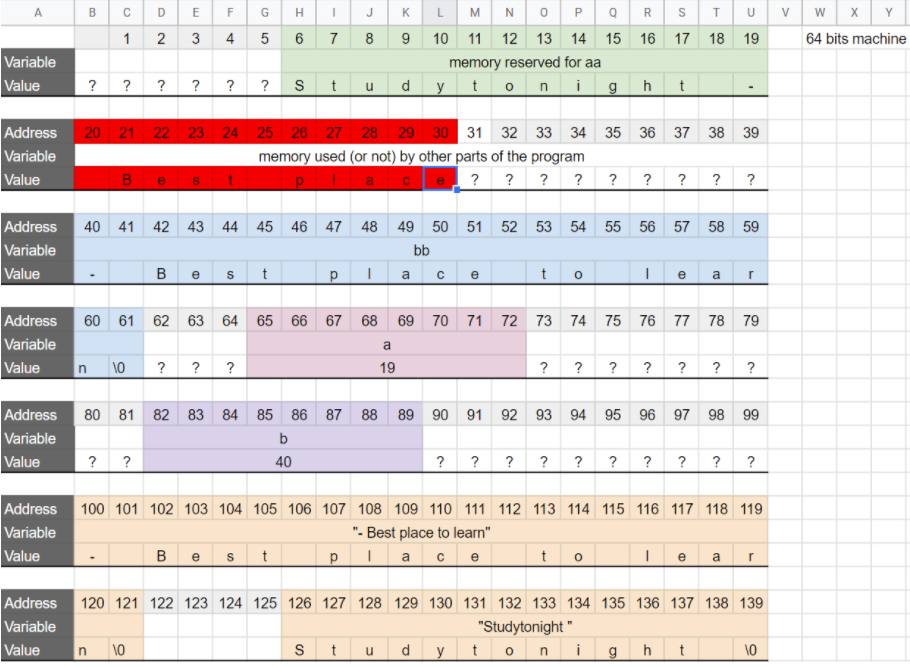 A B C D E F G H I J K L M N O P Q R S T U V W X Y
1 2 3 4 5 6 7 8 9 10 11 12 13 14 15 16 17 18 19 64 bits machine
Variable memory reserved for aa
Value ? ? ? ? ? S t u d y t o n i g h t -
Address 20 21 22 23 24 25 26 27 28 29 30 31 32 33 34 35 36 37 38 39
Variable memory used (or not) by other parts of the program
Value B e s t p l a c e ? ? ? ? ? ? ? ? ?
Address 40 41 42 43 44 45 46 47 48 49 50 51 52 53 54 55 56 57 58 59
Variable bb
Value - B e s t p l a c e t o l e a r
Address 60 61 62 63 64 65 66 67 68 69 70 71 72 73 74 75 76 77 78 79
Variable a
Value n \0 ? ? ? 19 ? ? ? ? ? ? ?
Address 80 81 82 83 84 85 86 87 88 89 90 91 92 93 94 95 96 97 98 99
Variable b
Value ? ? 40 ? ? ? ? ? ? ? ? ? ?
Address 100 101 102 103 104 105 106 107 108 109 110 111 112 113 114 115 116 117 118 119
Variable "- Best place to learn"
Value - B e s t p l a c e t o l e a r
Address 120 121 122 123 124 125 126 127 128 129 130 131 132 133 134 135 136 137 138 139
Variable "Studytonight "
Value n \0 S t u d y t o n i g h t \0